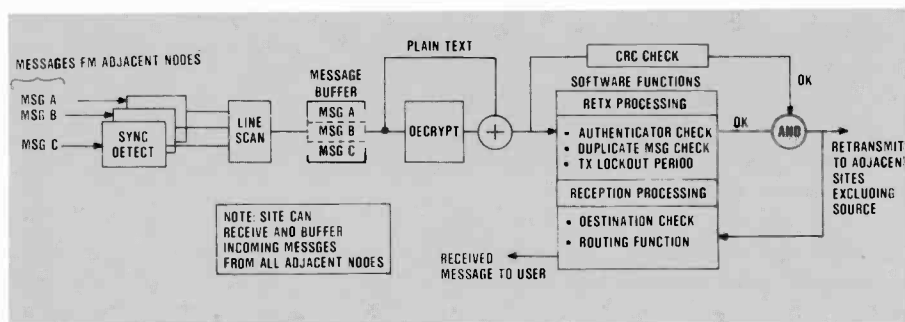 MESSAGES FM ADJACENT NODES
MSG A
MSG B
MSG C
SYNC
DETECT
LINE
SCAN
MESSAGE
BUFFER
MSG A
MSG B
MSG C
PLAIN TEXT
DECRYPT
+
CRC CHECK
OK
SOFTWARE FUNCTIONS
RETX PROCESSING
• AUTHENTICATOR CHECK
• DUPLICATE MSG CHECK
• TX LOCKOUT PERIOD
OK
AND
RETRANSMIT
TO ADJACENT
SITES
EXCLUDING
SOURCE
RECEPTION PROCESSING
• DESTINATION CHECK
• ROUTING FUNCTION
RECEIVED
MESSAGE TO USER
NOTE: SITE CAN
RECEIVE AND BUFFER
INCOMING MESSGES
FROM ALL ADJACENT NODES